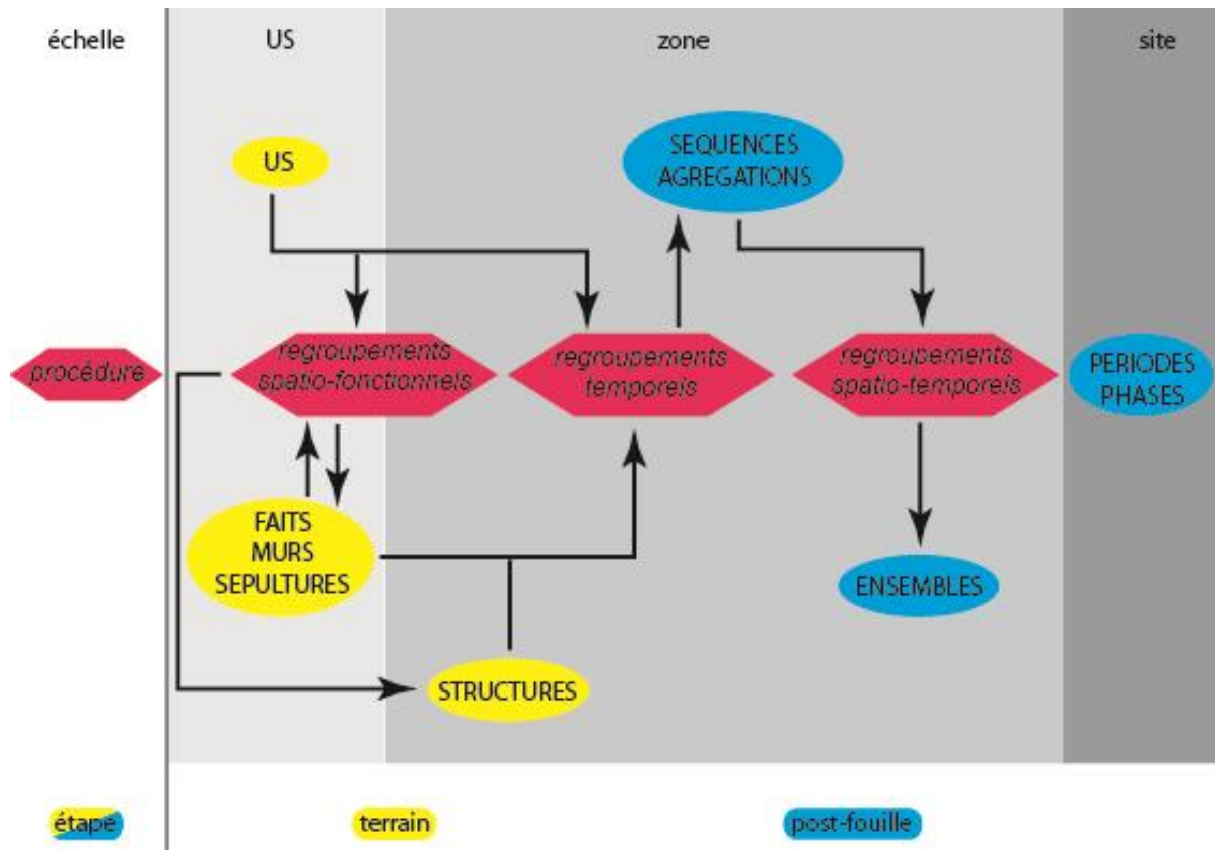 échelle
US
zone
site
US
SEQUENCES
AGREGATIONS
procédure
regroupements
spatio-fonctionnels
regroupements
temporels
regroupements
spatio-temporels
PERIODES
PHASES
FAITS
MURS
SEPULTURES
ENSEMBLES
STRUCTURES
étape
terrain
post-fouille